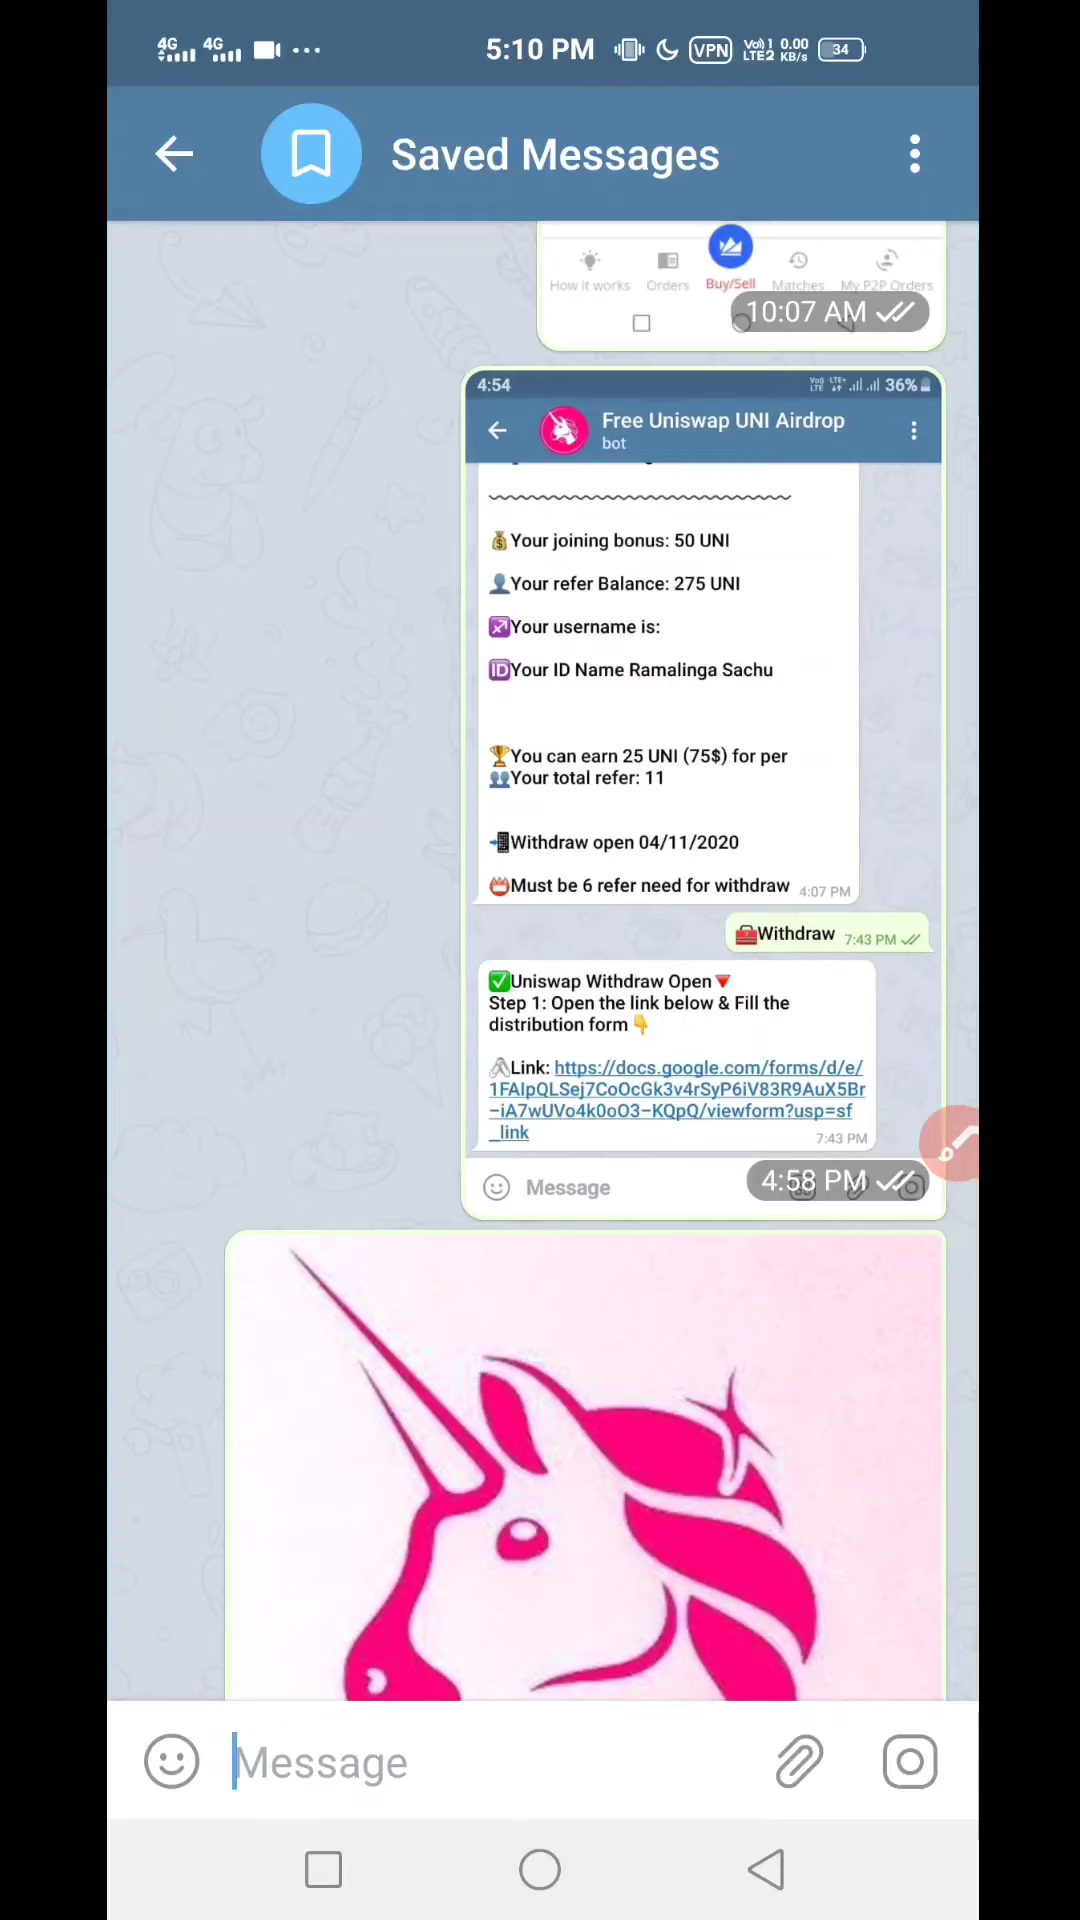 4G 4G 5:10 PM VPN Vo) 1 LTE2 0.00 KB/s 34
Saved Messages
How it works Orders Buy/Sell Matches My P2P Orders
10:07 AM
4:54 36%
Free Uniswap UNI Airdrop
bot
Your joining bonus: 50 UNI
Your refer Balance: 275 UNI
Your username is:
ID Your ID Name Ramalinga Sachu
You can earn 25 UNI (75$) for per
Your total refer: 11
Withdraw open 04/11/2020
Must be 6 refer need for withdraw 4:07 PM
Withdraw 7:43 PM
Uniswap Withdraw Open
Step 1: Open the link below & Fill the
distribution form
Link: https://docs.google.com/forms/d/e/
1FAIpQLSej7CoOcGk3v4rSyP6iV83R9AuX5Br
-iA7wUVo4k0oO3-KQpQ/viewform?usp=sf
_link
7:43 PM
Message 4:58 PM
Message